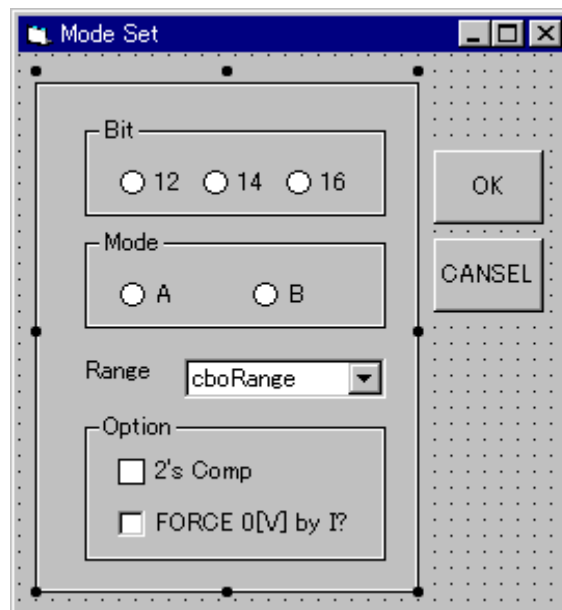 Mode Set
Bit
12 14 16
OK
Mode
A B
CANSEL
Range cboRange
Option
2's Comp
FORCE 0[V] by I?